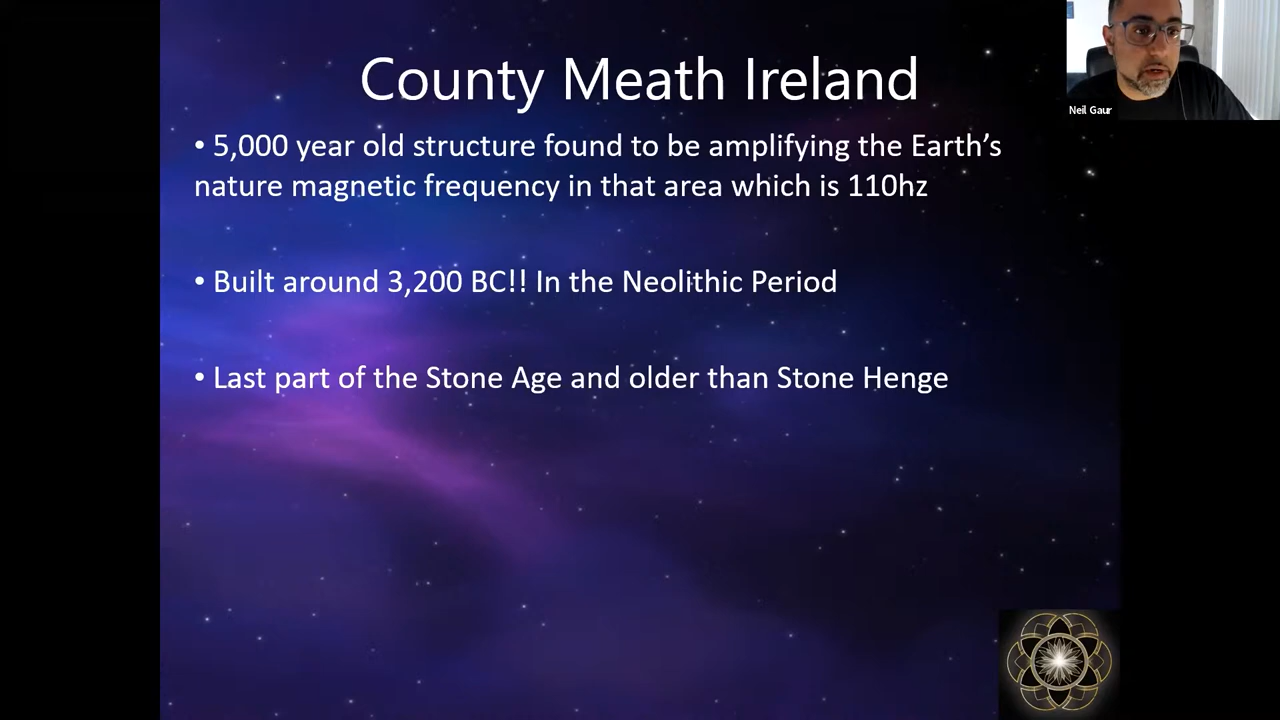 County Meath Ireland
• 5,000 year old structure found to be amplifying the Earth’s
nature magnetic frequency in that area which is 110hz
• Built around 3,200 BC!! In the Neolithic Period
• Last part of the Stone Age and older than Stone Henge
Neil Gaur